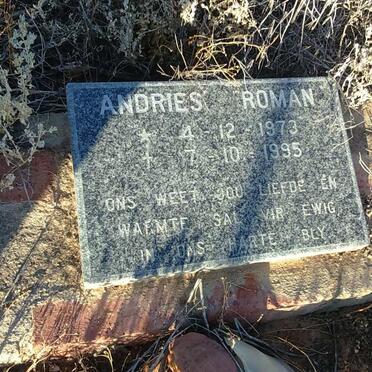 ANDRIES ROMAN
* 4-12-1973
† 7-10-1995
ONS WEET JOU LIEFDE EN
WARMTE SAL VIR EWIG
IN ONS HARTE BLY